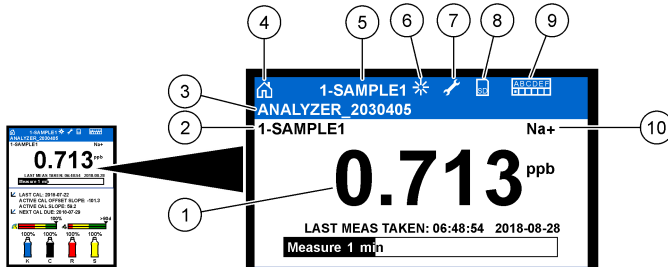 4
5
6
7
8
9
1-SAMPLE1
SD
ABCDEF
3
ANALYZER_2030405
2
1-SAMPLE1
Na+
10
0.713 ppb
1
LAST MEAS TAKEN: 06:48:54 2018-08-28
Measure 1 min
1-SAMPLE1
ANALYZER_2030405
1-SAMPLE1
Na+
0.713 ppb
LAST MEAS TAKEN: 06:48:54 2018-08-28
Measure 1 min
LAST CAL: 2018-07-22
ACTIVE CAL OFFSET SLOPE: -101.2
ACTIVE CAL SLOPE: 59.2
NEXT CAL DUE: 2018-07-29
100% >90d
100% 100% 100% 100%
K C R S